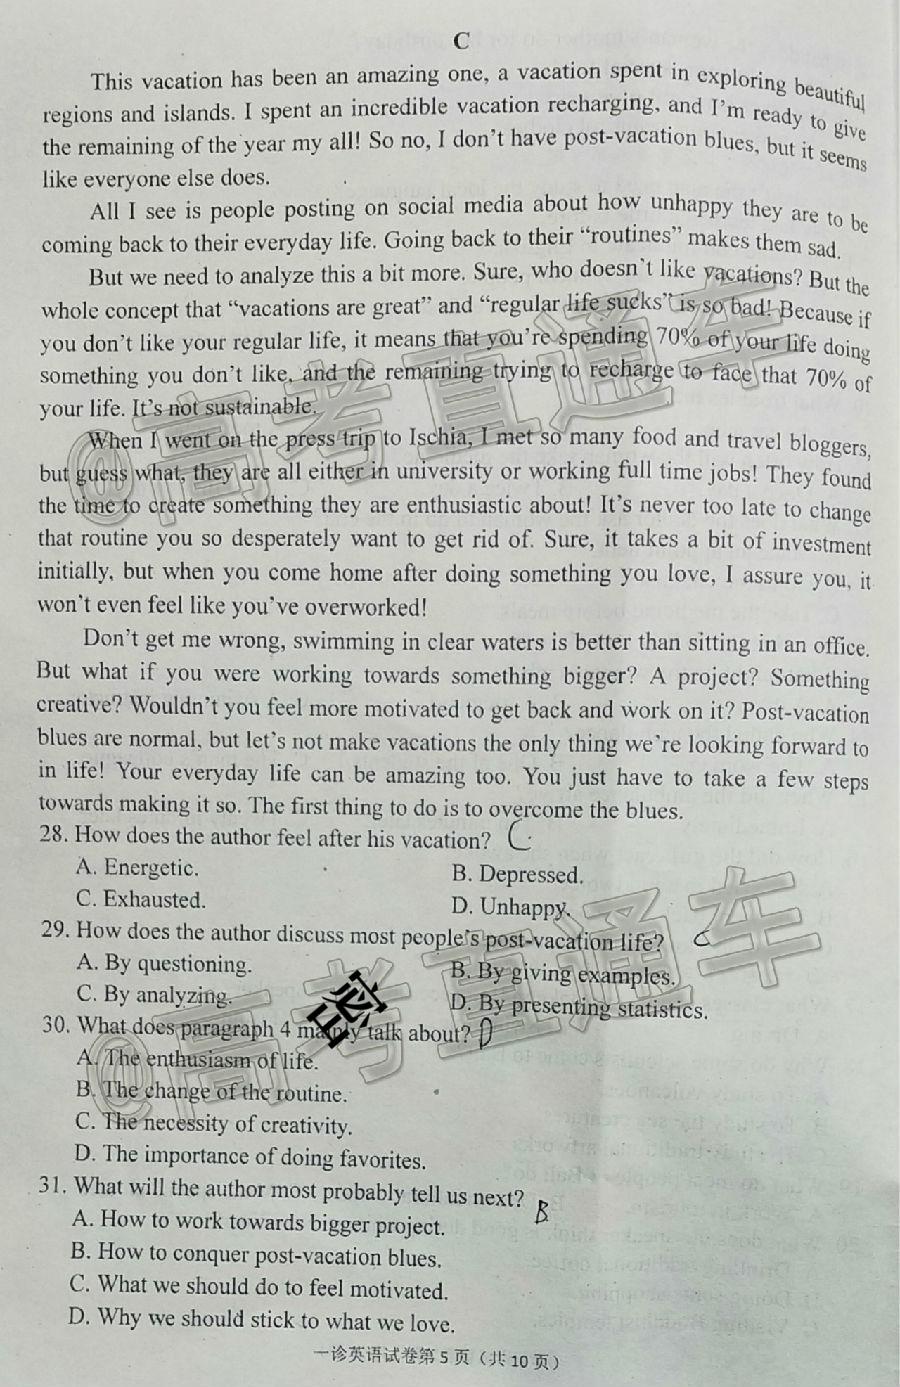 C
This vacation has been an amazing one, a vacation spent in exploring beautiful
regions and islands. I spent an incredible vacation recharging, and I'm ready to give
the remaining of the year my all! So no, I don't have post-vacation blues, but it seems
like everyone else does.
All I see is people posting on social media about how unhappy they are to be
coming back to their everyday life. Going back to their “routines” makes them sad.
But we need to analyze this a bit more. Sure, who doesn't like vacations? But the
whole concept that “vacations are great” and “regular life sucks” is so bad! Because if
you don't like your regular life, it means that you're spending 70% of your life doing
something you don't like, and the remaining trying to recharge to face that 70% of
your life. It's not sustainable.
When I went on the press trip to Ischia, I met so many food and travel bloggers,
but guess what, they are all either in university or working full time jobs! They found
the time to create something they are enthusiastic about! It's never too late to change
that routine you so desperately want to get rid of. Sure, it takes a bit of investment
initially, but when you come home after doing something you love, I assure you, it
won't even feel like you've overworked!
Don't get me wrong, swimming in clear waters is better than sitting in an office.
But what if you were working towards something bigger? A project? Something
creative? Wouldn't you feel more motivated to get back and work on it? Post-vacation
blues are normal, but let's not make vacations the only thing we're looking forward to
in life! Your everyday life can be amazing too. You just have to take a few steps
towards making it so. The first thing to do is to overcome the blues.
28. How does the author feel after his vacation? C
A. Energetic. B. Depressed.
C. Exhausted. D. Unhappy.
29. How does the author discuss most people's post-vacation life? C
A. By questioning. B. By giving examples.
C. By analyzing. D. By presenting statistics.
30. What does paragraph 4 mainly talk about? D
A. The enthusiasm of life.
B. The change of the routine.
C. The necessity of creativity.
D. The importance of doing favorites.
31. What will the author most probably tell us next? B
A. How to work towards bigger project.
B. How to conquer post-vacation blues.
C. What we should do to feel motivated.
D. Why we should stick to what we love.
一诊英语试卷第 5 页（共 10 页）
@高考直通车
@高考直通车
密